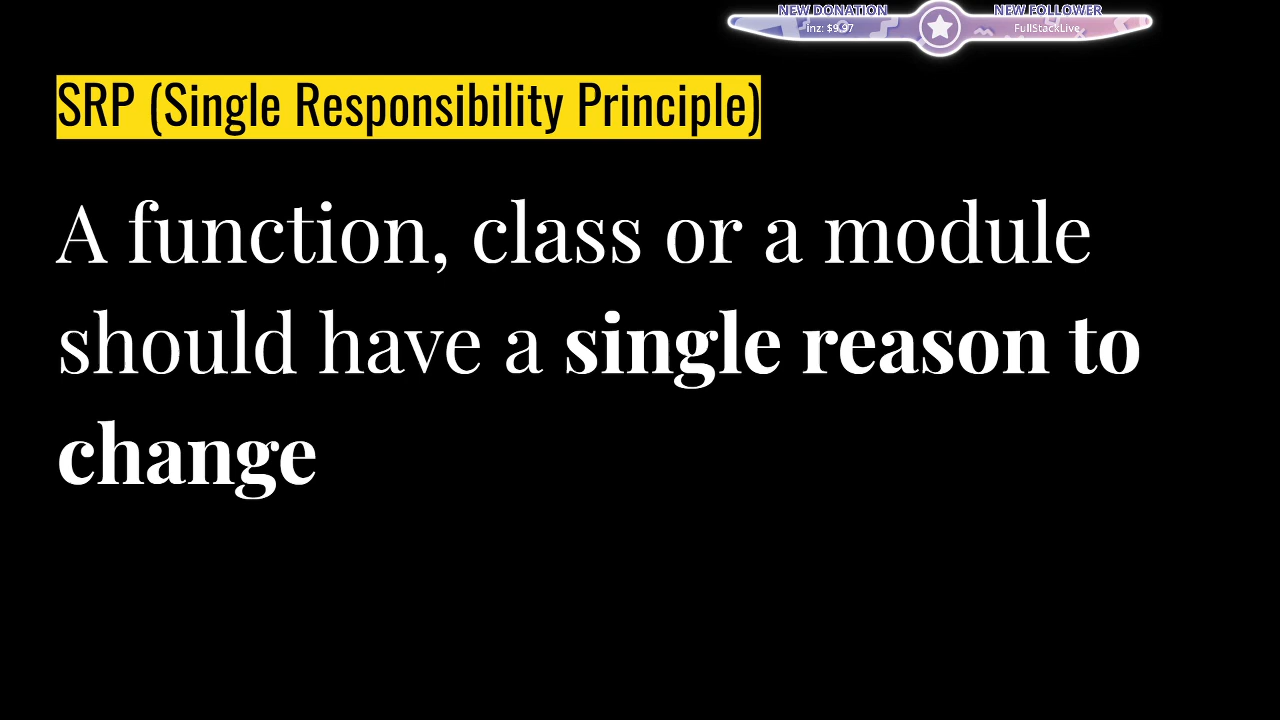 NEW DONATION NEW FOLLOWER
inz: $9.97 FullStackLive
SRP (Single Responsibility Principle)
A function, class or a module
should have a single reason to
change